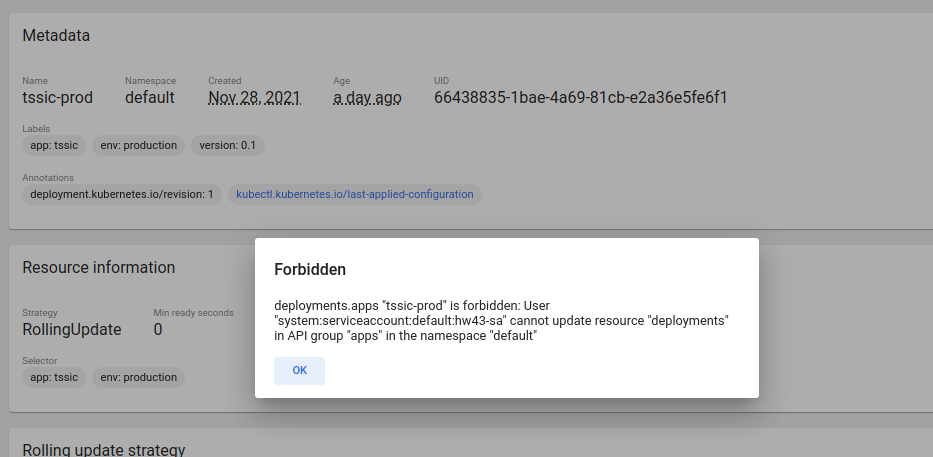 Metadata
Name Namespace Created Age UID
tssic-prod default Nov 28, 2021 a day ago 66438835-1bae-4a69-81cb-e2a36e5fe6f1
Labels
app: tssic env: production version: 0.1
Annotations
deployment.kubernetes.io/revision: 1 kubectl.kubernetes.io/last-applied-configuration
Resource information
Strategy Min ready seconds
RollingUpdate 0
Selector
app: tssic env: production
Forbidden
deployments.apps "tssic-prod" is forbidden: User
"system:serviceaccount:default:hw43-sa" cannot update resource "deployments"
in API group "apps" in the namespace "default"
OK
Rolling update strategy